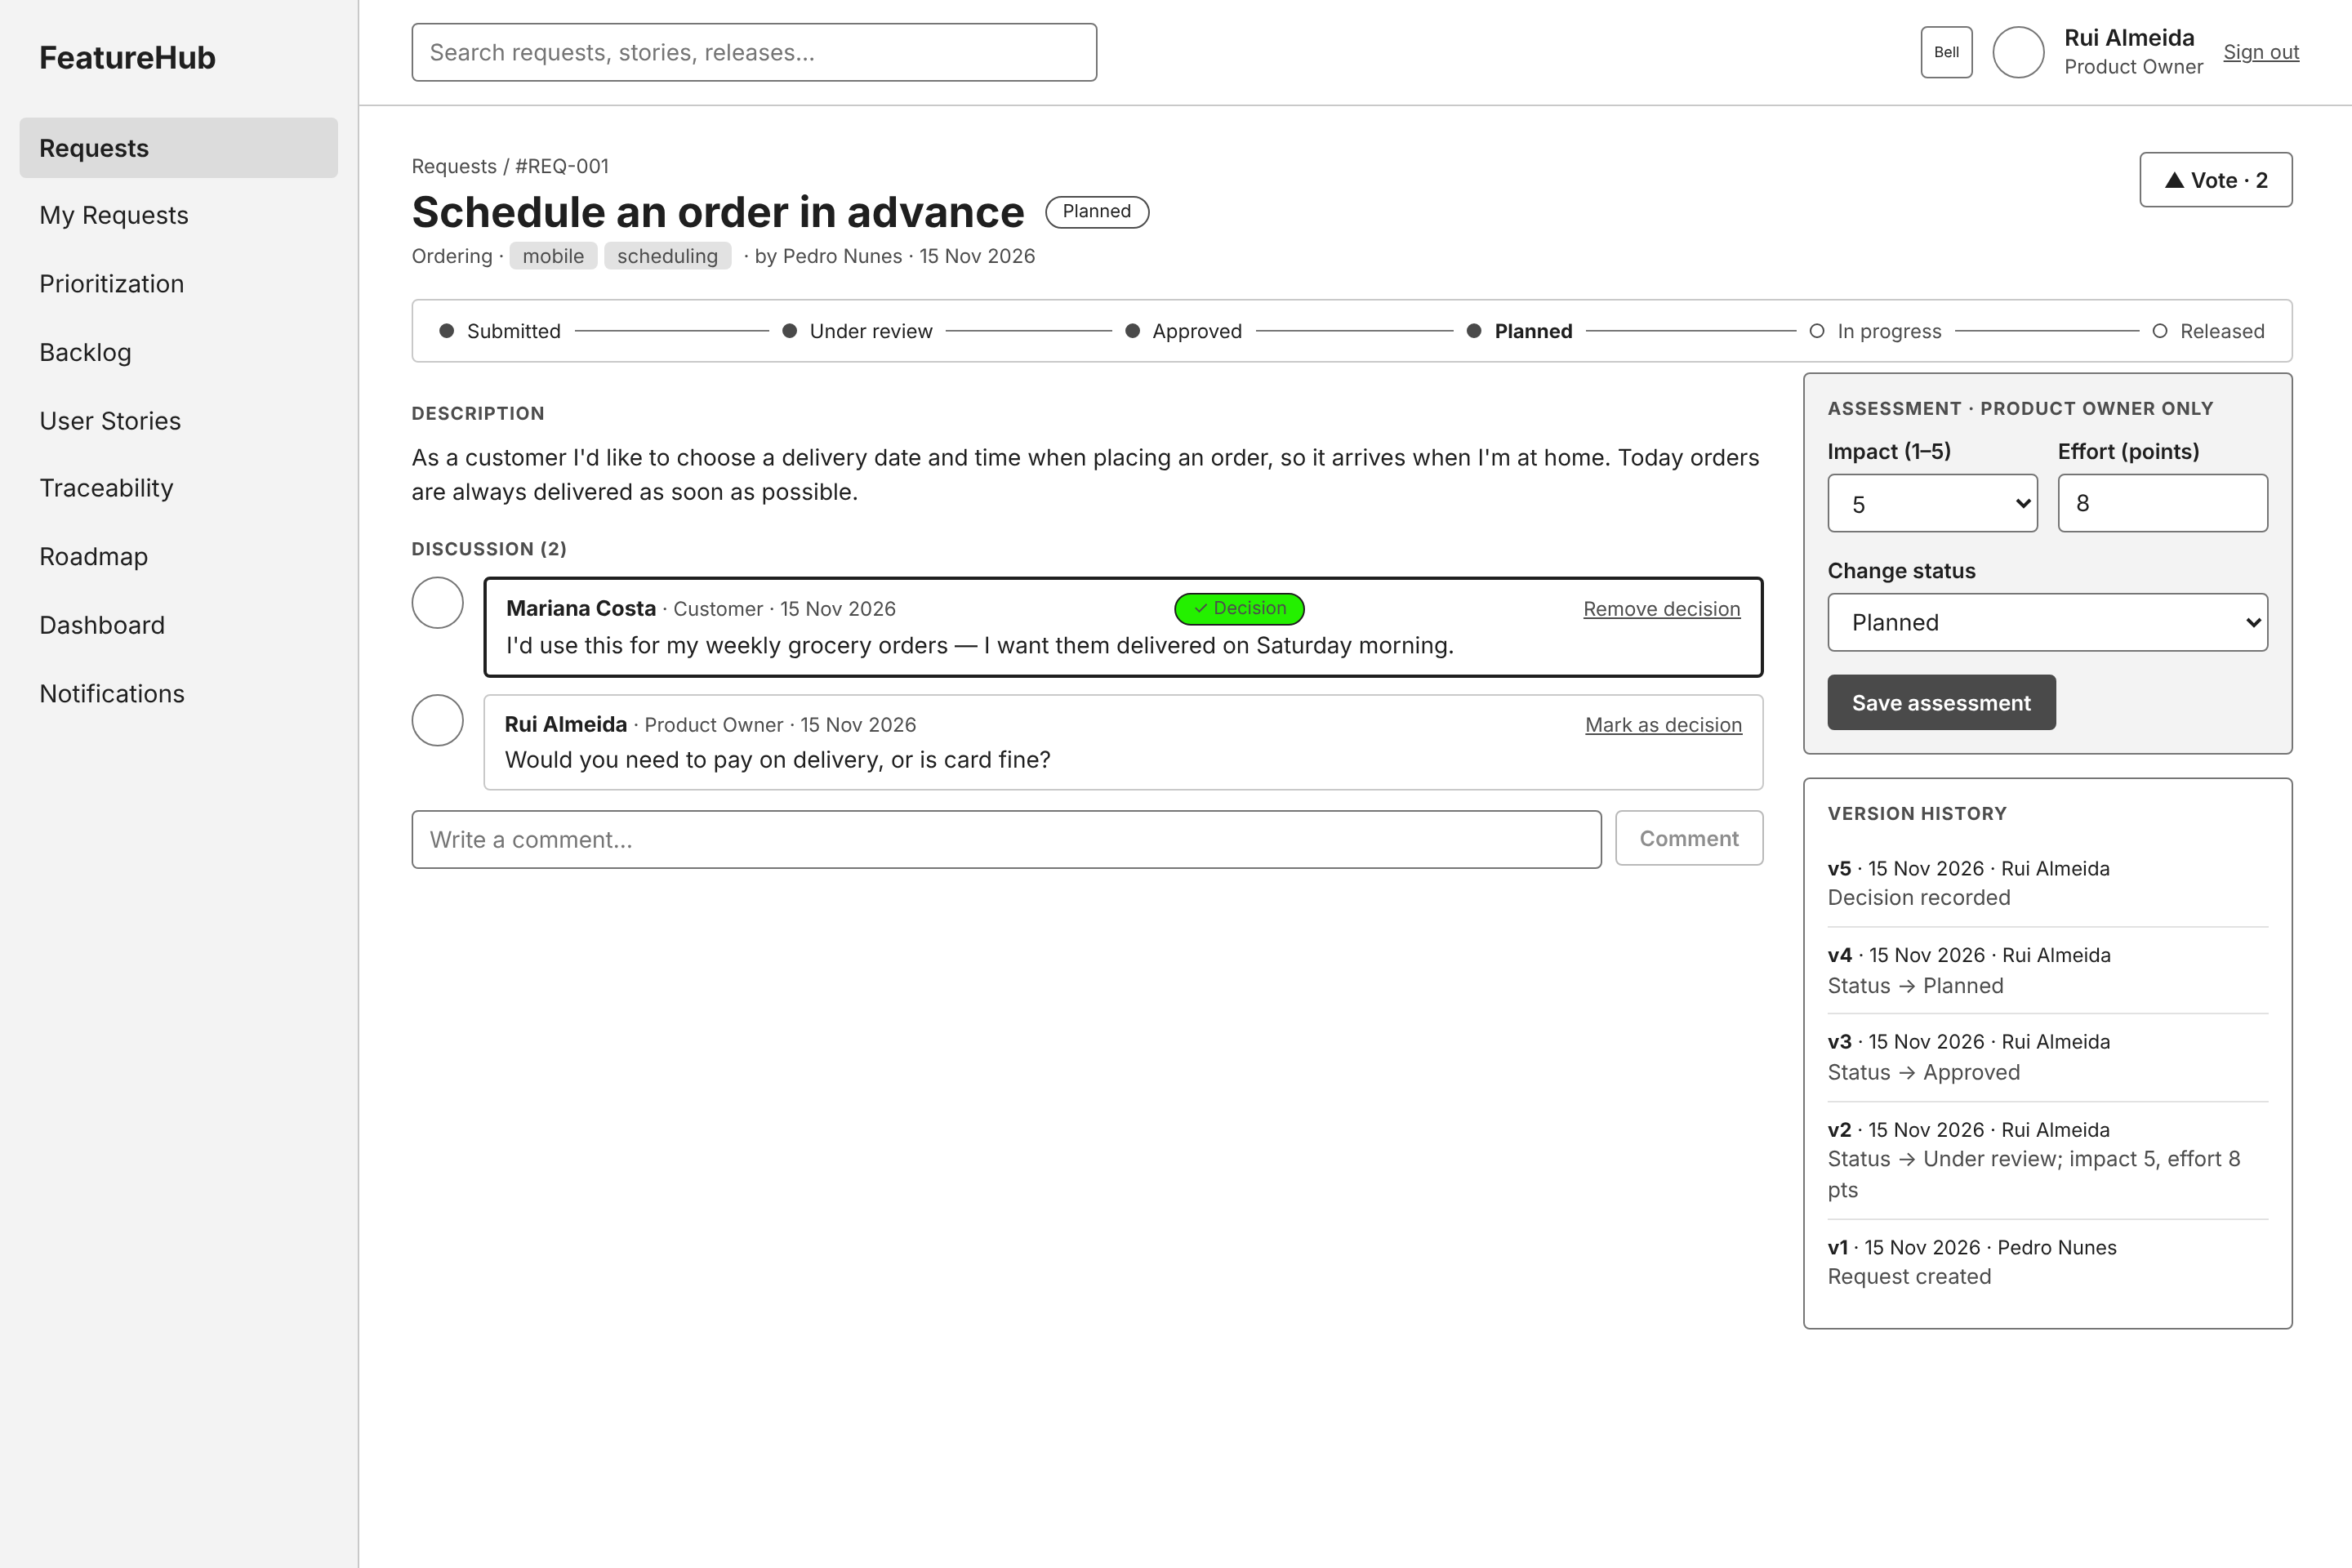 FeatureHub
Requests
My Requests
Prioritization
Backlog
User Stories
Traceability
Roadmap
Dashboard
Notifications
Search requests, stories, releases...
Bell
Rui Almeida
Product Owner
Sign out
Requests / #REQ-001
Schedule an order in advance
Planned
Ordering · mobile scheduling · by Pedro Nunes · 15 Nov 2026
▲ Vote · 2
Submitted
Under review
Approved
Planned
In progress
Released
DESCRIPTION
As a customer I'd like to choose a delivery date and time when placing an order, so it arrives when I'm at home. Today orders
are always delivered as soon as possible.
DISCUSSION (2)
Mariana Costa · Customer · 15 Nov 2026
✓ Decision
Remove decision
I'd use this for my weekly grocery orders — I want them delivered on Saturday morning.
Rui Almeida · Product Owner · 15 Nov 2026
Mark as decision
Would you need to pay on delivery, or is card fine?
Write a comment...
Comment
ASSESSMENT · PRODUCT OWNER ONLY
Impact (1–5)
Effort (points)
5
8
Change status
Planned
Save assessment
VERSION HISTORY
v5 · 15 Nov 2026 · Rui Almeida
Decision recorded
v4 · 15 Nov 2026 · Rui Almeida
Status → Planned
v3 · 15 Nov 2026 · Rui Almeida
Status → Approved
v2 · 15 Nov 2026 · Rui Almeida
Status → Under review; impact 5, effort 8
pts
v1 · 15 Nov 2026 · Pedro Nunes
Request created